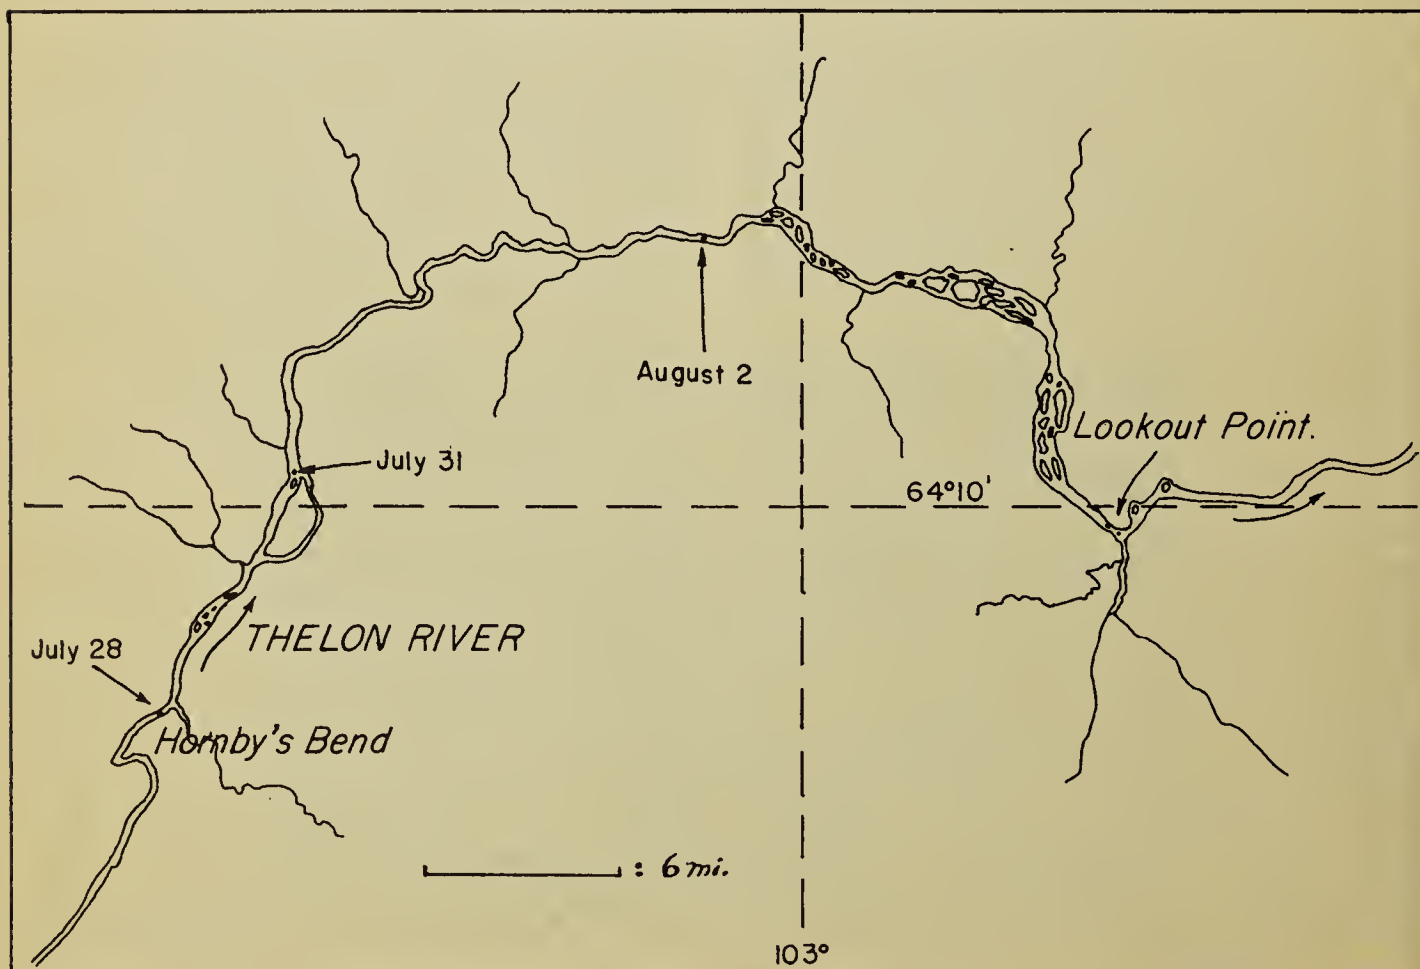 August 2
Lookout Point.
July 31
64°10'
THELON RIVER
July 28
Hornby's Bend
: 6 mi.
103°